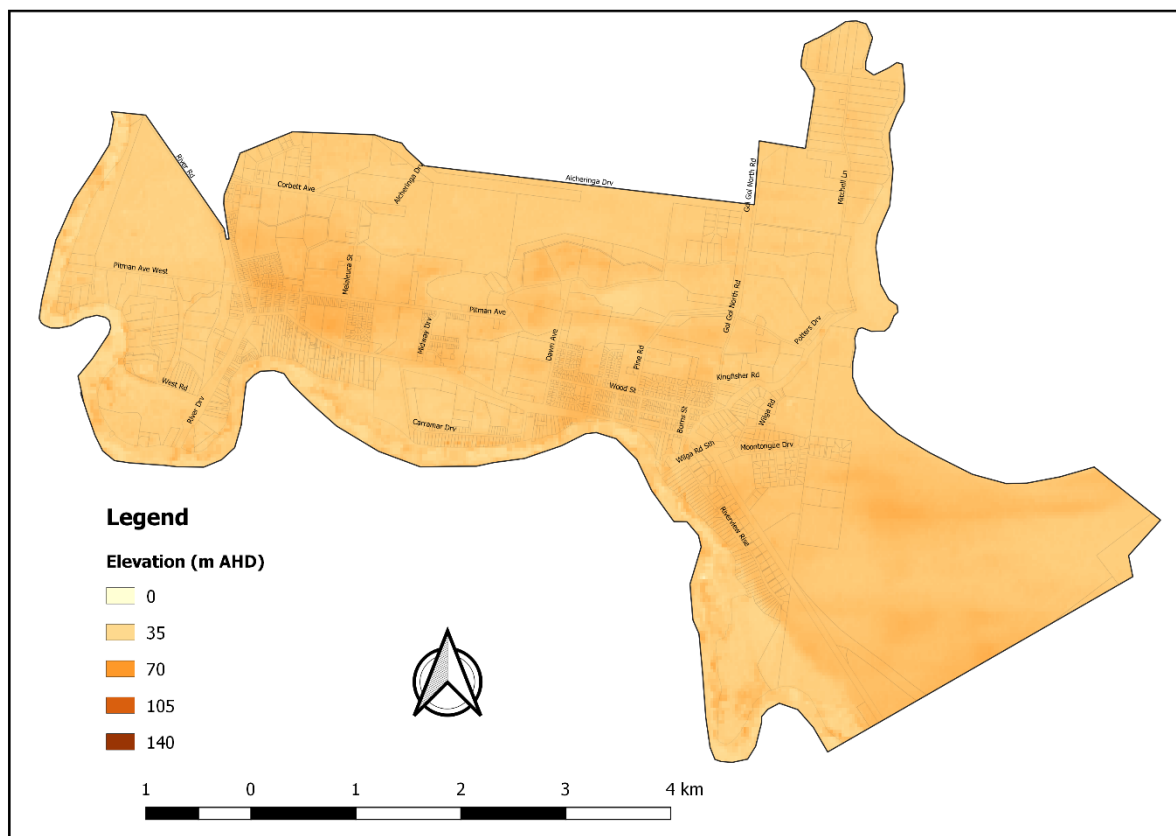 River Rd
Corbett Ave
Alcheringa Drv
Alcheringa Drv
Gol Gol North Rd
Mitchell Ln
Pitman Ave West
Melaleuca St
Pitman Ave
Midway Drv
Dawn Ave
Pine Rd
Gol Gol North Rd
Potters Drv
Kingfisher Rd
Wood St
West Rd
River Drv
Carramar Drv
Burns St
Wilga Rd
Wilga Rd Sth
Moontongue Drv
Riverview Rise
Legend
Elevation (m AHD)
0
35
70
105
140
1 0 1 2 3 4 km